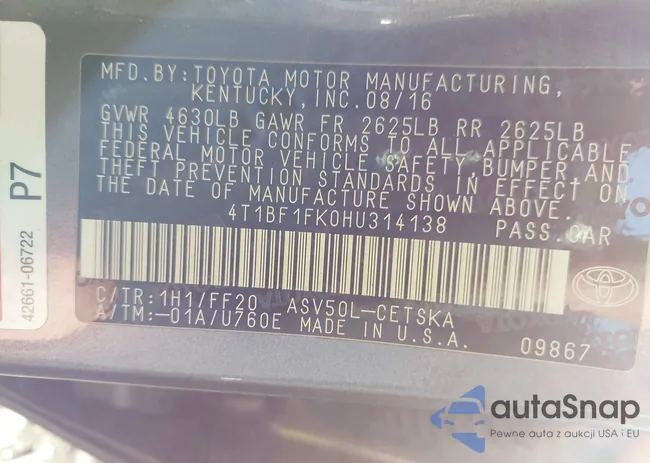 MFD.BY:TOYOTA MOTOR MANUFACTURING,
KENTUCKY,INC.08/16
GVWR 4630LB GAWR FR 2625LB RR 2625LB
THIS VEHICLE CONFORMS TO ALL APPLICABLE
FEDERAL MOTOR VEHICLE SAFETY,BUMPER,AND
THEFT PREVENTION STANDARDS IN EFFECT ON
THE DATE OF MANUFACTURE SHOWN ABOVE.
4T1BF1FK0HU314138 PASS.CAR
C/TR:1H1/FF20 ASV50L-CETSKA
A/TM:-01A/U760E MADE IN U.S.A.
09867
P7
42661-06722
autaSnap
Pewne auta z aukcji USA i EU